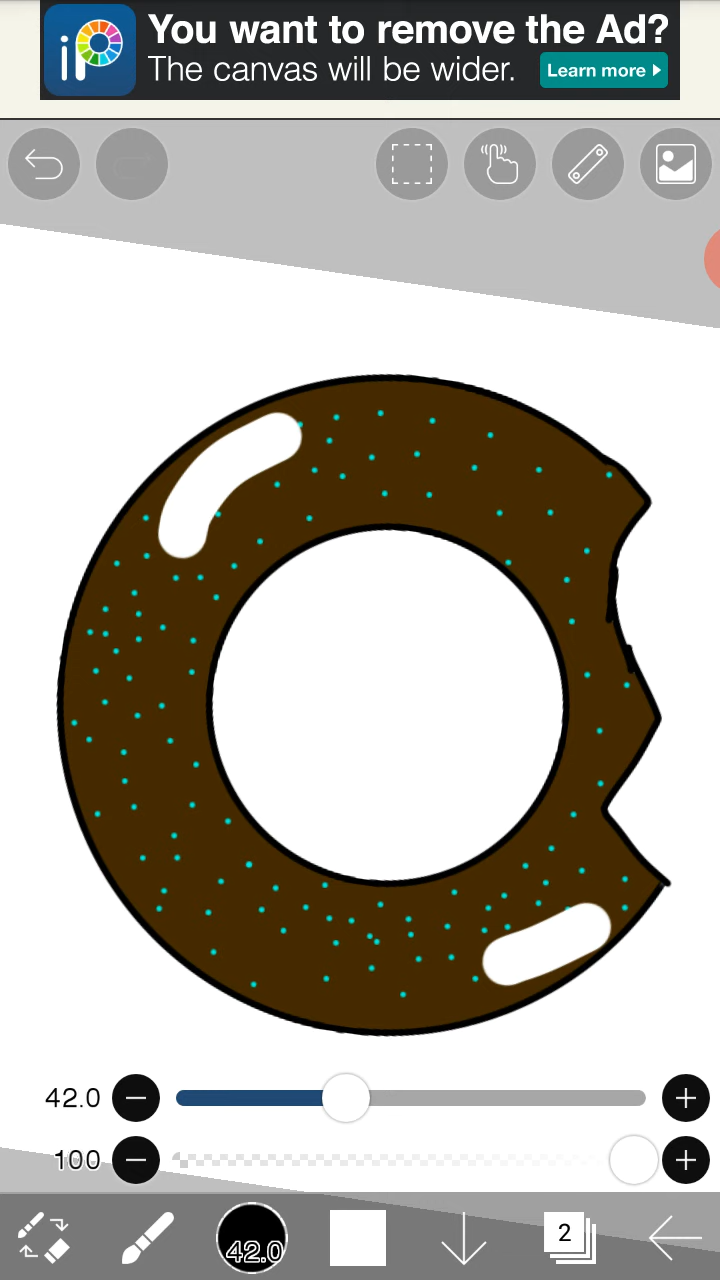 iP
You want to remove the Ad?
The canvas will be wider.
Learn more
42.0
100
42.0
2